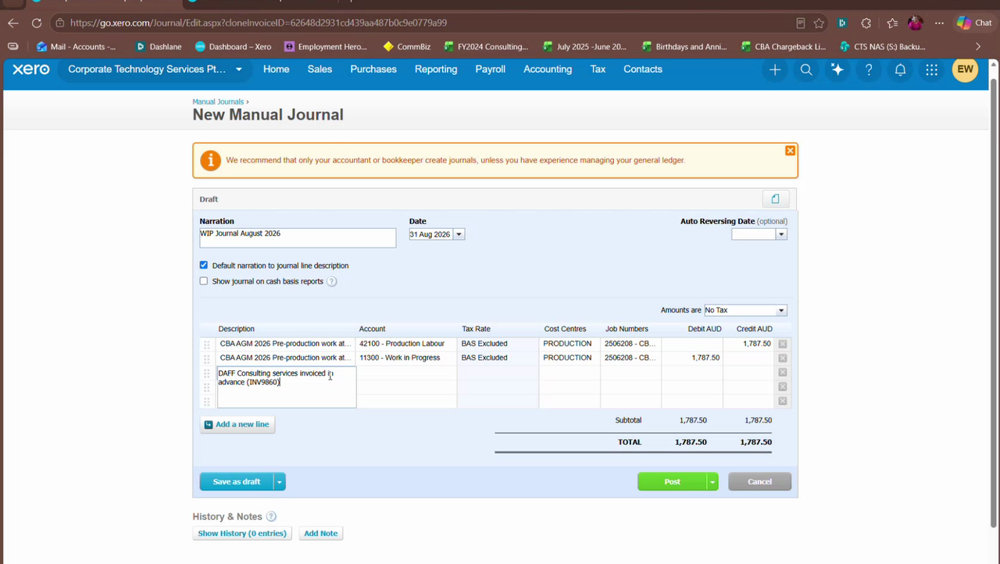 https://go.xero.com/Journal/Edit.aspx?cloneInvoiceID=62648d2931cd439aa487b0c9e0779a99
Chat
Mail - Accounts -...
Dashlane
Dashboard – Xero
Employment Hero...
CommBiz
FY2024 Consulting...
July 2025 -June 20...
Birthdays and Anni...
CBA Chargeback Li...
CTS NAS (S:) Backu...
xero
Corporate Technology Services Pt...
Home
Sales
Purchases
Reporting
Payroll
Accounting
Tax
Contacts
EW
Manual Journals ›
New Manual Journal
We recommend that only your accountant or bookkeeper create journals, unless you have experience managing your general ledger.
Draft
Narration
Date
Auto Reversing Date (optional)
WIP Journal August 2026
31 Aug 2026
Default narration to journal line description
Show journal on cash basis reports ?
Amounts are No Tax
Description Account Tax Rate Cost Centres Job Numbers Debit AUD Credit AUD
CBA AGM 2026 Pre-production work at... 42100 - Production Labour BAS Excluded PRODUCTION 2506208 - CB... 1,787.50
CBA AGM 2026 Pre-production work at... 11300 - Work in Progress BAS Excluded PRODUCTION 2506208 - CB... 1,787.50
DAFF Consulting services invoiced in
advance (INV9860)
Add a new line
Subtotal 1,787.50 1,787.50
TOTAL 1,787.50 1,787.50
Save as draft
Post
Cancel
History & Notes ?
Show History (0 entries)
Add Note